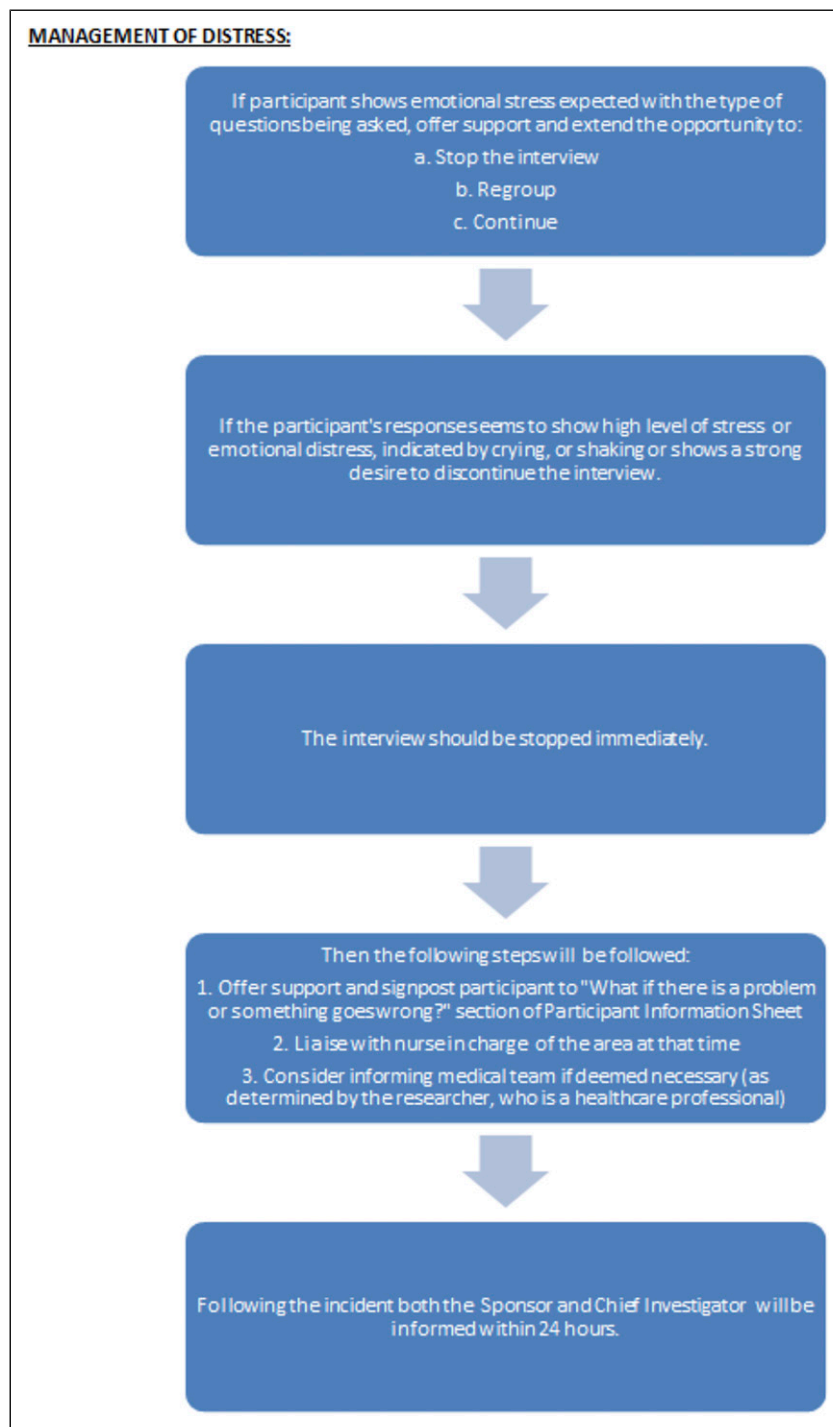 MANAGEMENT OF DISTRESS:
If participant shows emotional stress expected with the type of
questions being asked, offer support and extend the opportunity to:
a. Stop the interview
b. Regroup
c. Continue
If the participant's response seems to show high level of stress or
emotional distress, indicated by crying, or shaking or shows a strong
desire to discontinue the interview.
The interview should be stopped immediately.
Then the following steps will be followed:
1. Offer support and signpost participant to "What if there is a problem
or something goes wrong?" section of Participant Information Sheet
2. Liaise with nurse in charge of the area at that time
3. Consider informing medical team if deemed necessary (as
determined by the researcher, who is a healthcare professional)
Following the incident both the Sponsor and Chief Investigator will be
informed within 24 hours.